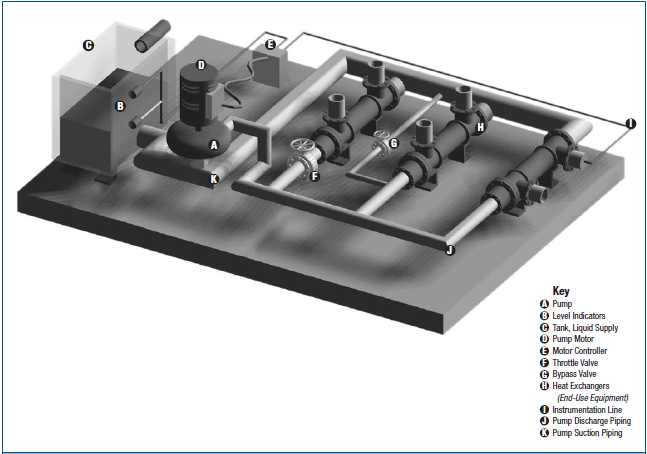 C
E
D
B
I
H
A
G
K
F
J
Key
A Pump
B Level Indicators
C Tank, Liquid Supply
D Pump Motor
E Motor Controller
F Throttle Valve
G Bypass Valve
H Heat Exchangers
(End-Use Equipment)
I Instrumentation Line
J Pump Discharge Piping
K Pump Suction Piping